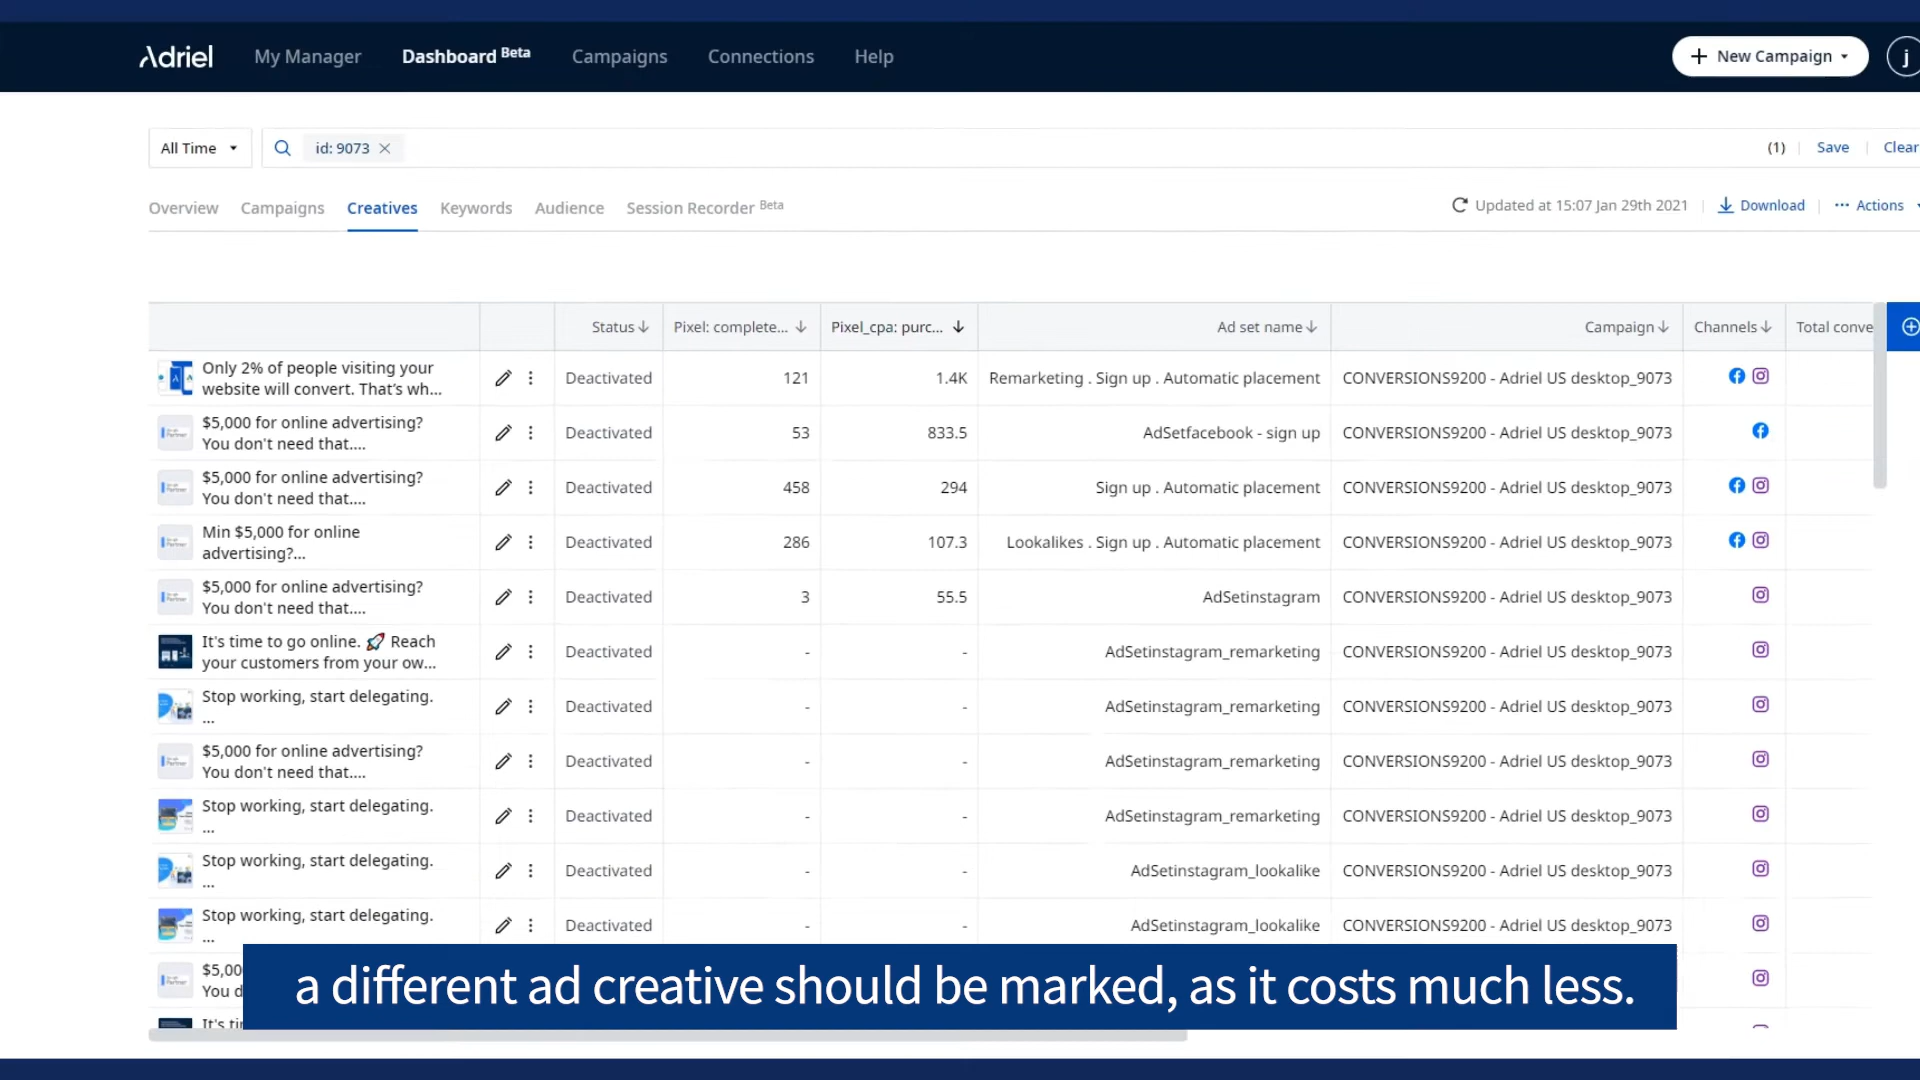 Adriel My Manager Dashboard Beta Campaigns Connections Help + New Campaign j
All Time id: 9073 (1) Save Clear
Overview Campaigns Creatives Keywords Audience Session Recorder Beta Updated at 15:07 Jan 29th 2021 Download Actions
Status Pixel: complete... Pixel_cpa: purc... Ad set name Campaign Channels Total conve
Only 2% of people visiting your
website will convert. That’s wh...
Deactivated 121 1.4K Remarketing . Sign up . Automatic placement CONVERSIONS9200 - Adriel US desktop_9073
$5,000 for online advertising?
You don't need that....
Deactivated 53 833.5 AdSetfacebook - sign up CONVERSIONS9200 - Adriel US desktop_9073
$5,000 for online advertising?
You don't need that....
Deactivated 458 294 Sign up . Automatic placement CONVERSIONS9200 - Adriel US desktop_9073
Min $5,000 for online
advertising?...
Deactivated 286 107.3 Lookalikes . Sign up . Automatic placement CONVERSIONS9200 - Adriel US desktop_9073
$5,000 for online advertising?
You don't need that....
Deactivated 3 55.5 AdSetinstagram CONVERSIONS9200 - Adriel US desktop_9073
It's time to go online. 🚀 Reach
your customers from your ow...
Deactivated - - AdSetinstagram_remarketing CONVERSIONS9200 - Adriel US desktop_9073
Stop working, start delegating.
...
Deactivated - - AdSetinstagram_remarketing CONVERSIONS9200 - Adriel US desktop_9073
$5,000 for online advertising?
You don't need that....
Deactivated - - AdSetinstagram_remarketing CONVERSIONS9200 - Adriel US desktop_9073
Stop working, start delegating.
...
Deactivated - - AdSetinstagram_remarketing CONVERSIONS9200 - Adriel US desktop_9073
Stop working, start delegating.
...
Deactivated - - AdSetinstagram_lookalike CONVERSIONS9200 - Adriel US desktop_9073
Stop working, start delegating.
...
Deactivated - - AdSetinstagram_lookalike CONVERSIONS9200 - Adriel US desktop_9073
$5,00
You d
It's ti
a different ad creative should be marked, as it costs much less.